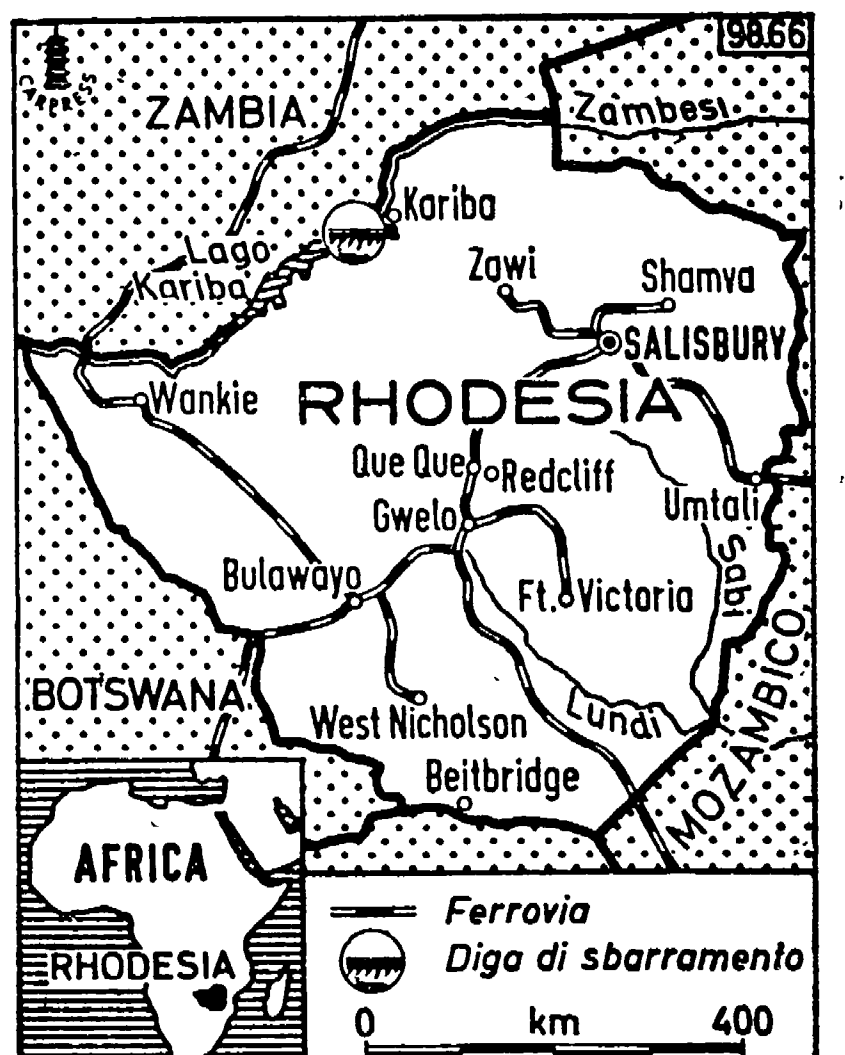 98.66
CARPRESS
ZAMBIA
Zambesi
Kariba
Lago
Kariba
Zawi
Shamva
SALISBURY
Wankie
RHODESIA
Que Que
Redcliff
Gwelo
Umtali
Sabi
Bulawayo
Ft. Victoria
BOTSWANA
West Nicholson
Lundi
MOZAMBICO
Beitbridge
AFRICA
RHODESIA
Ferrovia
Diga di sbarramento
0 km 400